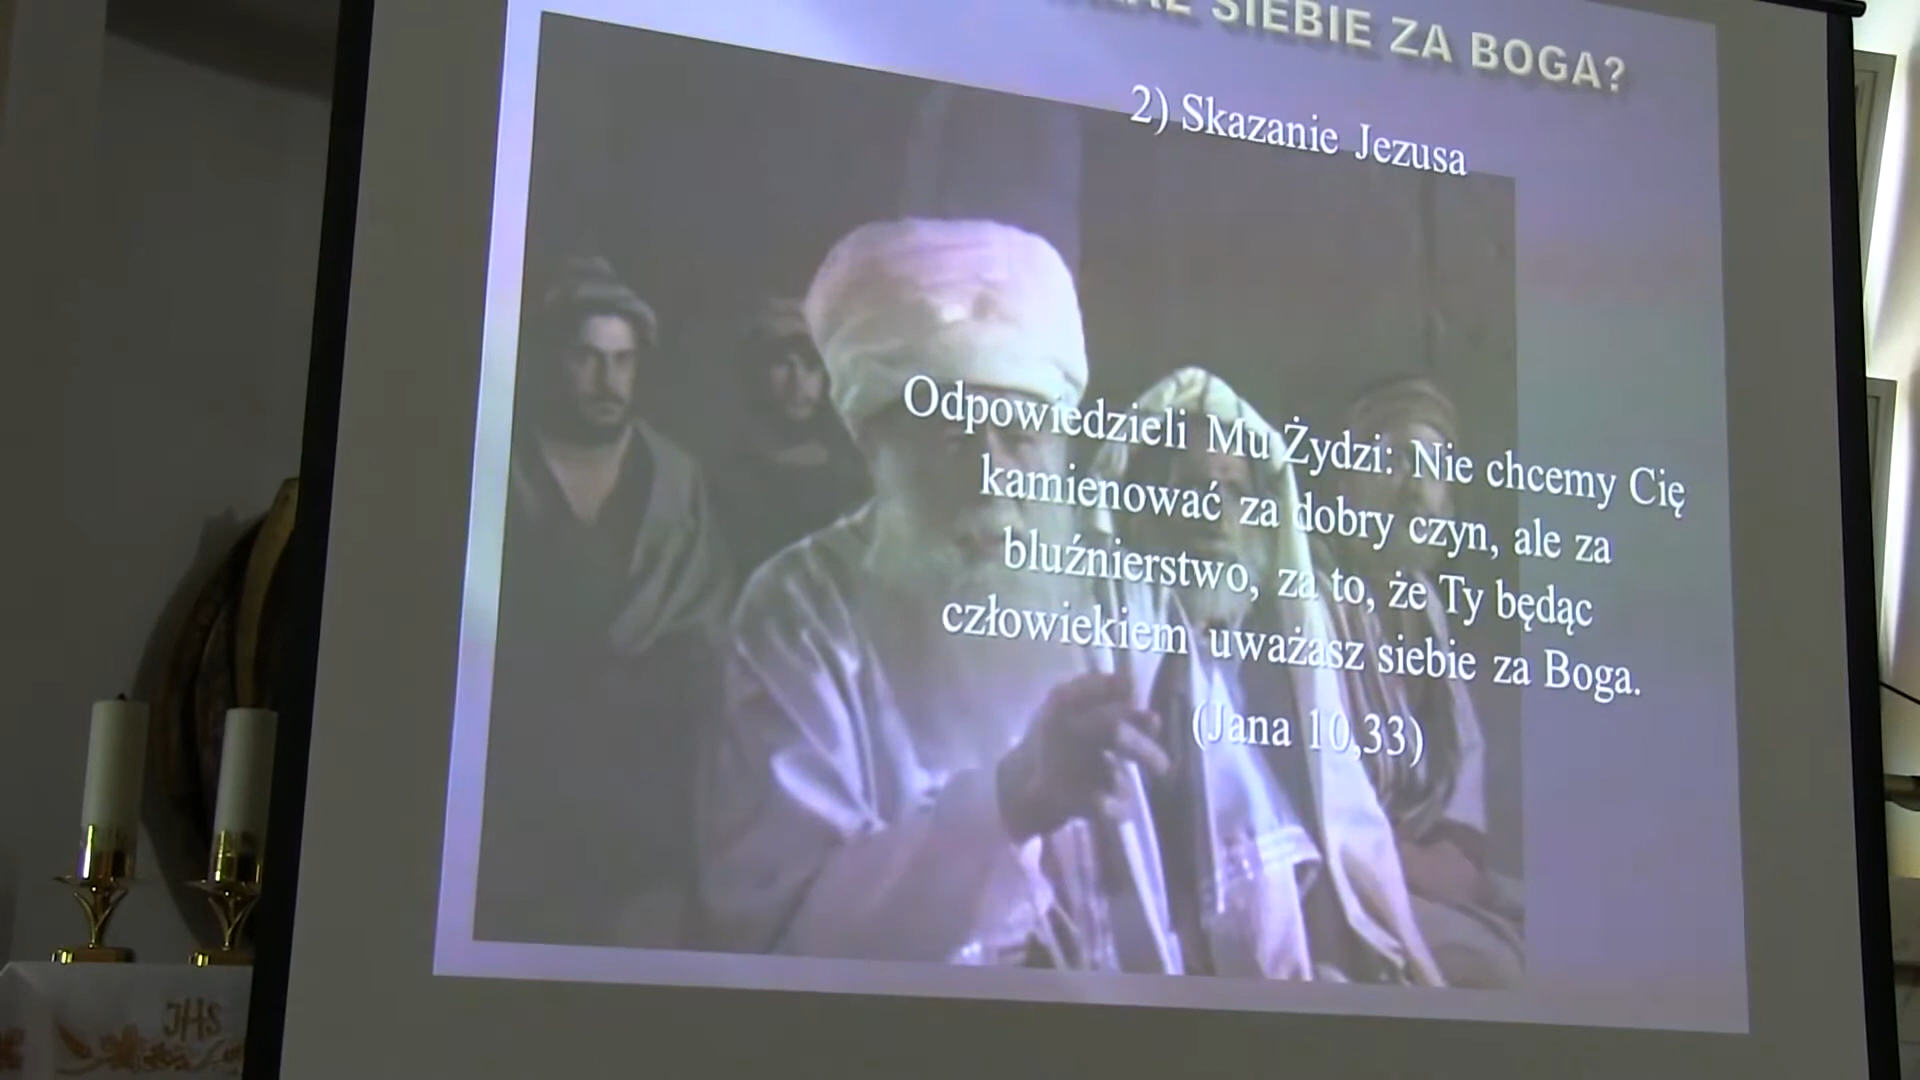 SIEBIE ZA BOGA?
2) Skazanie Jezusa
Odpowiedzieli Mu Żydzi: Nie chcemy Cię
kamienować za dobry czyn, ale za
bluźnierstwo, za to, że Ty będąc
człowiekiem uważasz siebie za Boga.
(Jana 10,33)
JHS